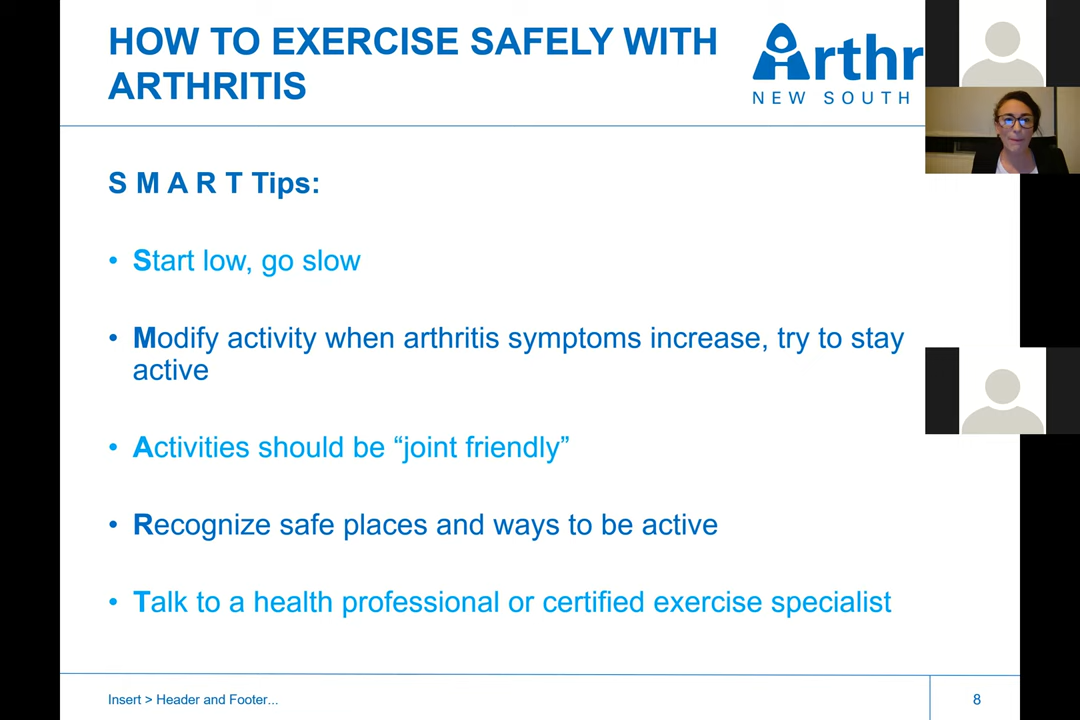 HOW TO EXERCISE SAFELY WITH
ARTHRITIS
Arthr
NEW SOUTH
S M A R T Tips:
• Start low, go slow
• Modify activity when arthritis symptoms increase, try to stay
active
• Activities should be “joint friendly”
• Recognize safe places and ways to be active
• Talk to a health professional or certified exercise specialist
Insert > Header and Footer...
8